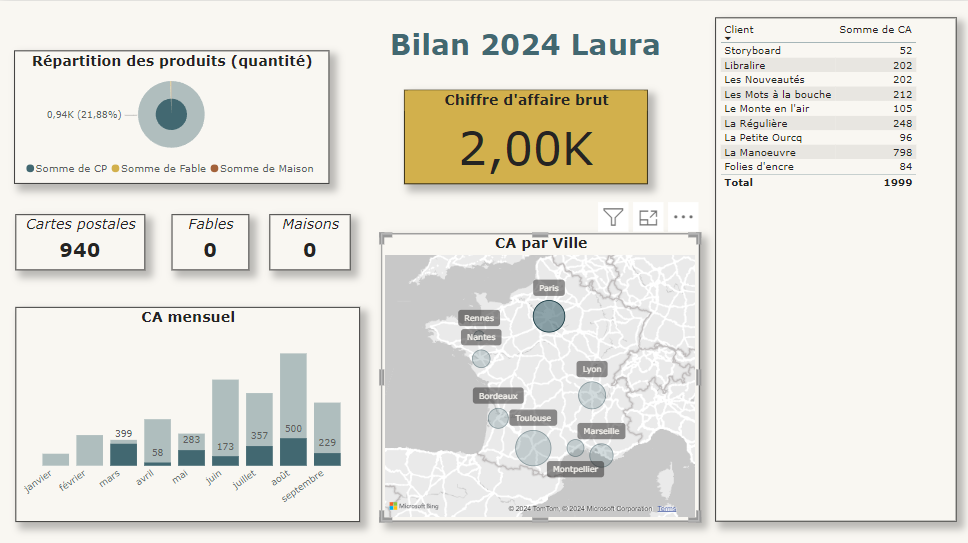 Bilan 2024 Laura
Répartition des produits (quantité)
0,94K (21,88%)
Somme de CP Somme de Fable Somme de Maison
Chiffre d'affaire brut
2,00K
Cartes postales
940
Fables
0
Maisons
0
CA mensuel
399
58
283
173
357
500
229
janvier
février
mars
avril
mai
juin
juillet
août
septembre
CA par Ville
Paris
Rennes
Nantes
Lyon
Bordeaux
Toulouse
Marseille
Montpellier
Microsoft Bing
© 2024 TomTom, © 2024 Microsoft Corporation Terms
Client Somme de CA
Storyboard 52
Libralire 202
Les Nouveautés 202
Les Mots à la bouche 212
Le Monte en l'air 105
La Régulière 248
La Petite Ourcq 96
La Manoeuvre 798
Folies d'encre 84
Total 1999